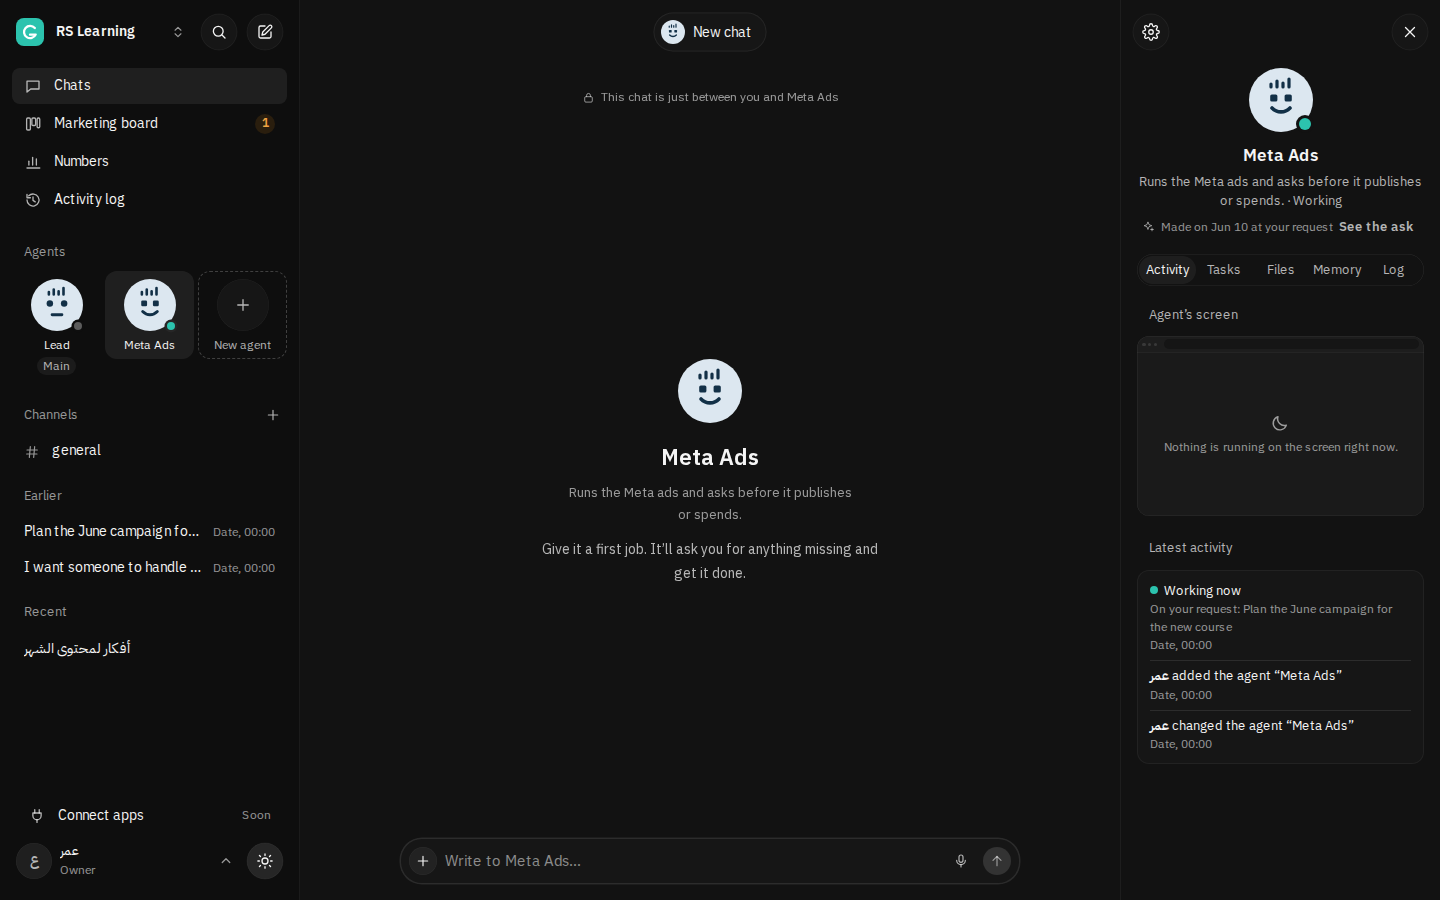 RS Learning
Chats
Marketing board 1
Numbers
Activity log
Agents
Lead
Main
Meta Ads
New agent
Channels
general
Earlier
Plan the June campaign fo... Date, 00:00
I want someone to handle ... Date, 00:00
Recent
أفكار لمحتوى الشهر
Connect apps Soon
ع
عمر
Owner
New chat
This chat is just between you and Meta Ads
Meta Ads
Runs the Meta ads and asks before it publishes
or spends.
Give it a first job. It'll ask you for anything missing and
get it done.
Write to Meta Ads...
Meta Ads
Runs the Meta ads and asks before it publishes
or spends. · Working
Made on Jun 10 at your request See the ask
Activity Tasks Files Memory Log
Agent's screen
Nothing is running on the screen right now.
Latest activity
Working now
On your request: Plan the June campaign for
the new course
Date, 00:00
عمر added the agent “Meta Ads”
Date, 00:00
عمر changed the agent “Meta Ads”
Date, 00:00